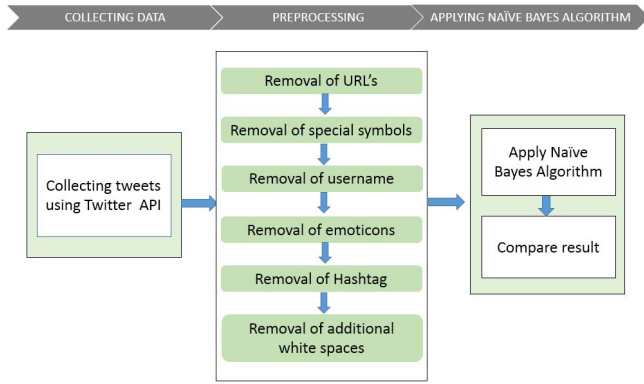 COLLECTING DATA
PREPROCESSING
APPLYING NAÏVE BAYES ALGORITHM
Collecting tweets
using Twitter API
Removal of URL's
Removal of special symbols
Removal of username
Removal of emoticons
Removal of Hashtag
Removal of additional
white spaces
Apply Naïve
Bayes Algorithm
Compare result